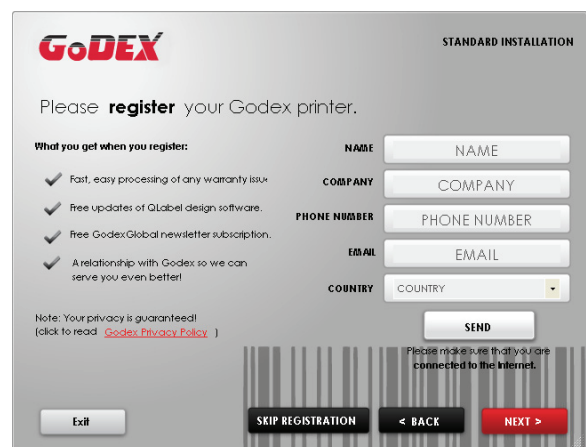 GoDEX
STANDARD INSTALLATION
Please register your Godex printer.
What you get when you register:
Fast, easy processing of any warranty issu
Free updates of QLabel design software.
Free GodexGlobal newsletter subscription.
A relationship with Godex so we can
serve you even better!
Note: Your privacy is guaranteed!
(click to read Godex Privacy Policy )
NAME NAME
COMPANY COMPANY
PHONE NUMBER PHONE NUMBER
EMAIL EMAIL
COUNTRY COUNTRY
SEND
Please make sure that you are
connected to the Internet.
Exit
SKIP REGISTRATION
< BACK
NEXT >